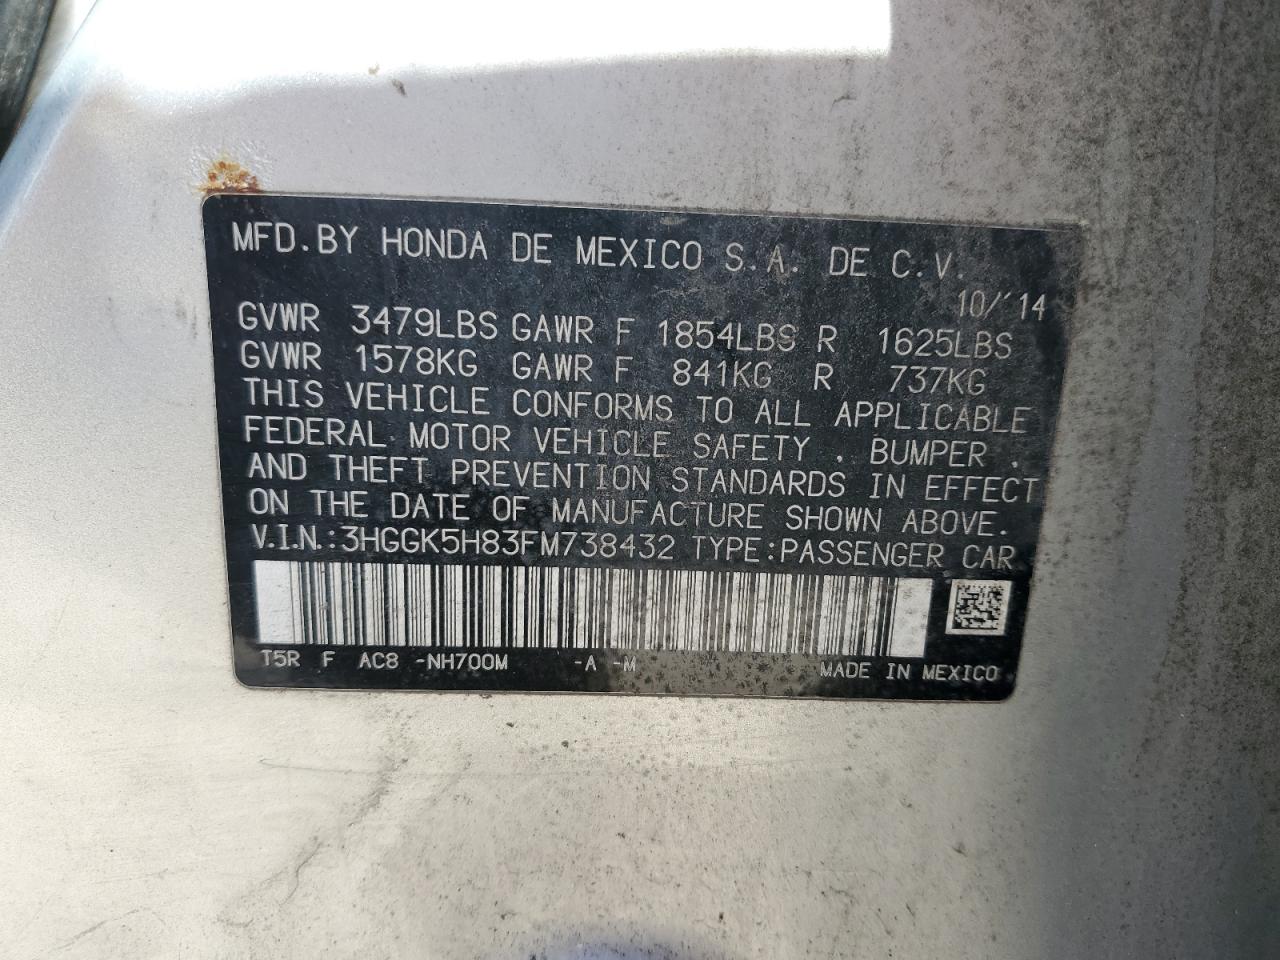 MFD.BY HONDA DE MEXICO S.A. DE C.V.
10/'14
GVWR 3479LBS GAWR F 1854LBS R 1625LBS
GVWR 1578KG GAWR F 841KG R 737KG
THIS VEHICLE CONFORMS TO ALL APPLICABLE
FEDERAL MOTOR VEHICLE SAFETY , BUMPER ,
AND THEFT PREVENTION STANDARDS IN EFFECT
ON THE DATE OF MANUFACTURE SHOWN ABOVE.
V.I.N.:3HGGK5H83FM738432 TYPE:PASSENGER CAR
T5R F AC8 -NH700M -A -M MADE IN MEXICO